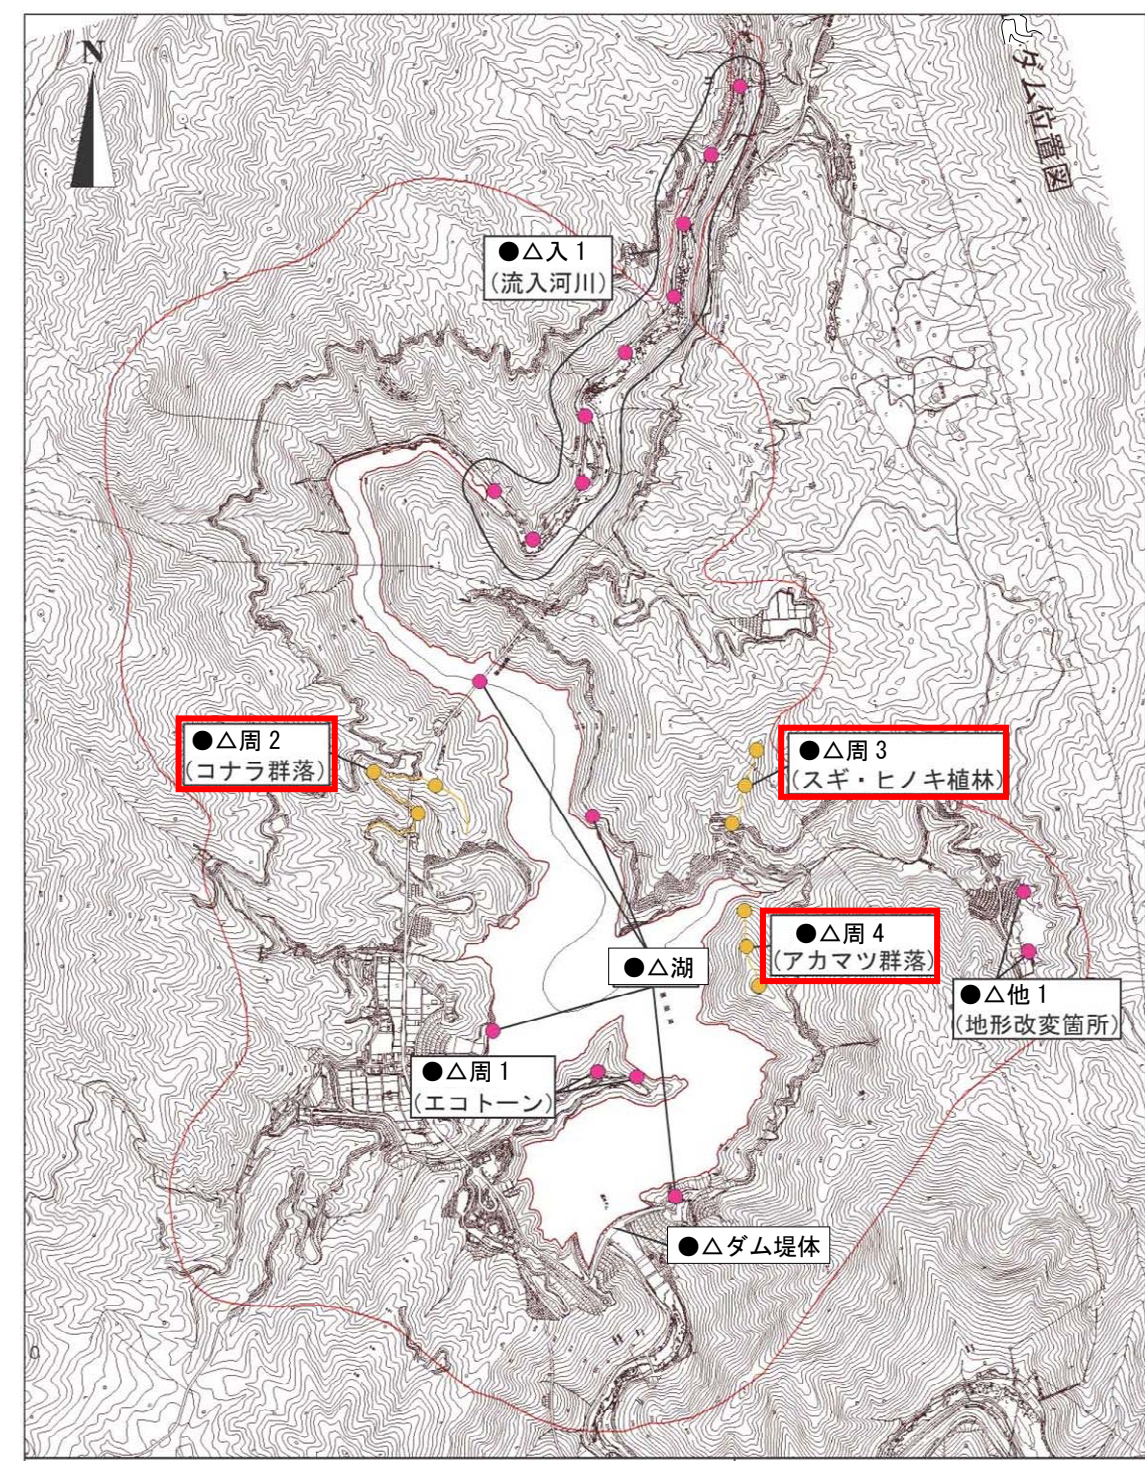 N
ダム位置図
●△入1
(流入河川)
●△周2
(コナラ群落)
●△周3
(スギ・ヒノキ植林)
●△周4
(アカマツ群落)
●△湖
●△他1
(地形改変箇所)
●△周1
(エコトーン)
●△ダム堤体